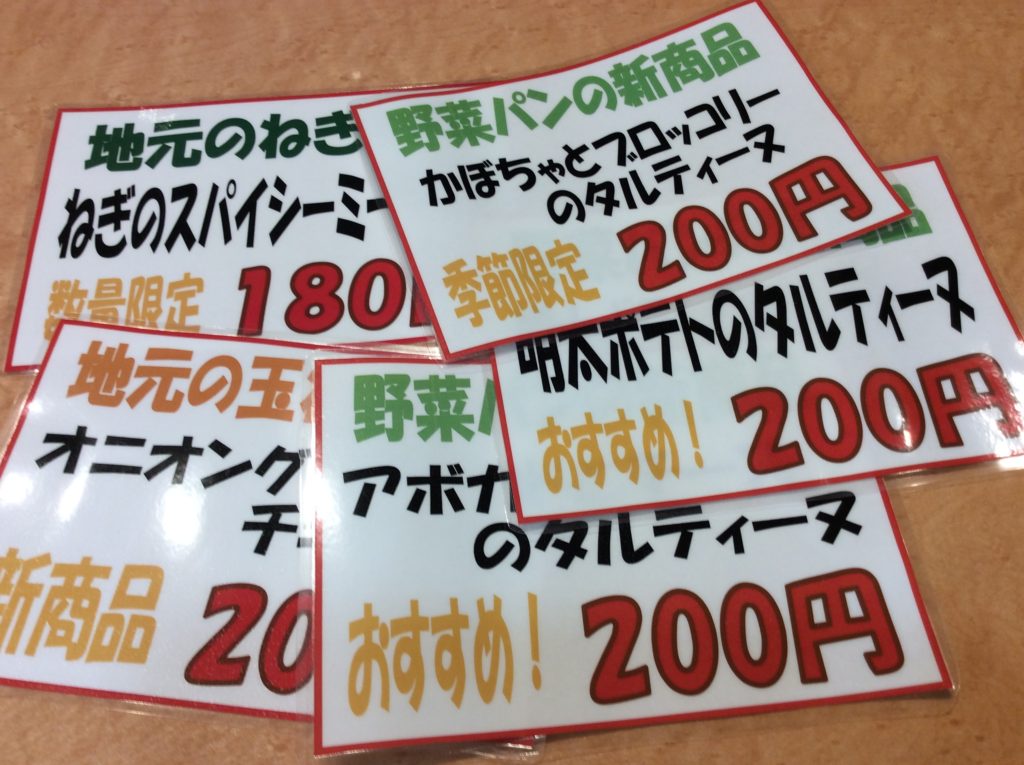 地元のねぎ
ねぎのスパイシーミー
数量限定
180
野菜パンの新商品
かぼちゃとブロッコリー
のタルティーヌ
季節限定
200円
商品
明太ポテトのタルティーヌ
おすすめ!
200円
地元の玉
オニオング
チ
新商品
20
野菜パ
アボカ
のタルティーヌ
おすすめ!
200円